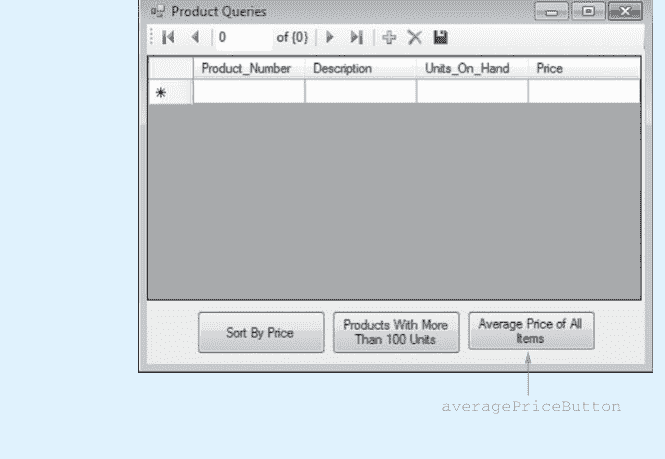 Product Queries
0 of {0}
Product_Number Description Units_On_Hand Price
Sort By Price
Products With More
Than 100 Units
Average Price of All
Items
averagePriceButton